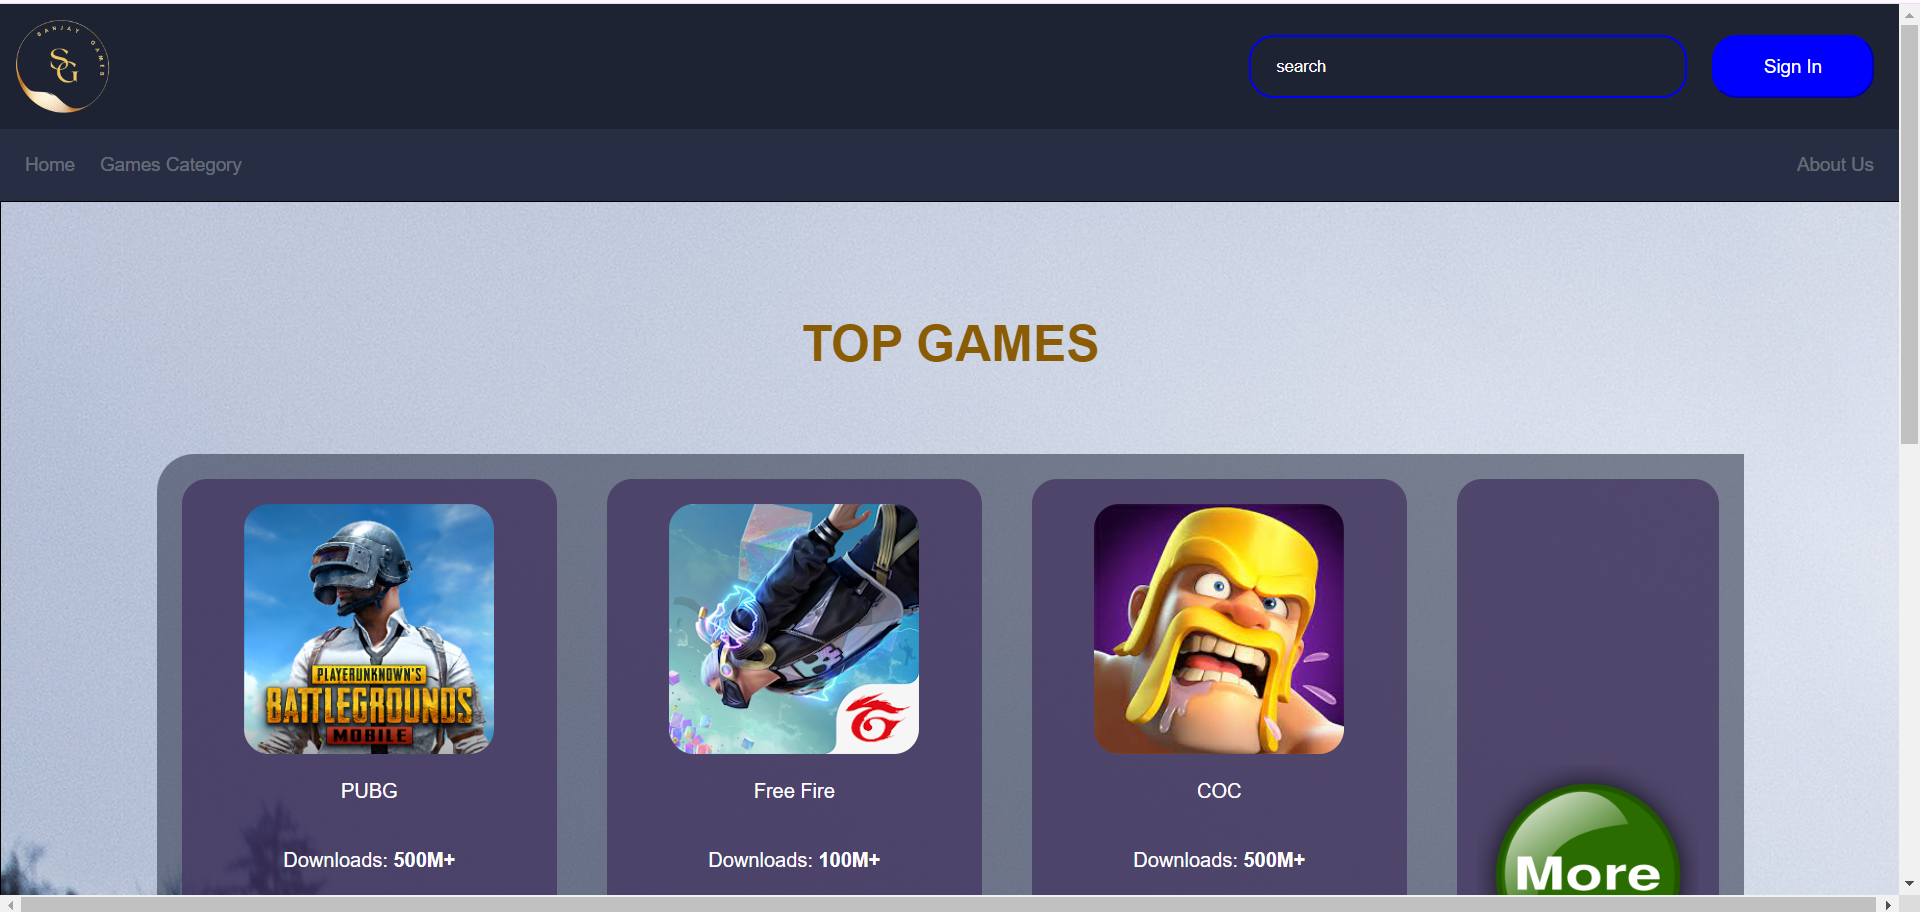 SANJAY GAMES
SG
search
Sign In
Home
Games Category
About Us
TOP GAMES
PLAYERUNKNOWN'S
BATTLEGROUNDS
MOBILE
PUBG
Free Fire
COC
Downloads: 500M+
Downloads: 100M+
Downloads: 500M+
More